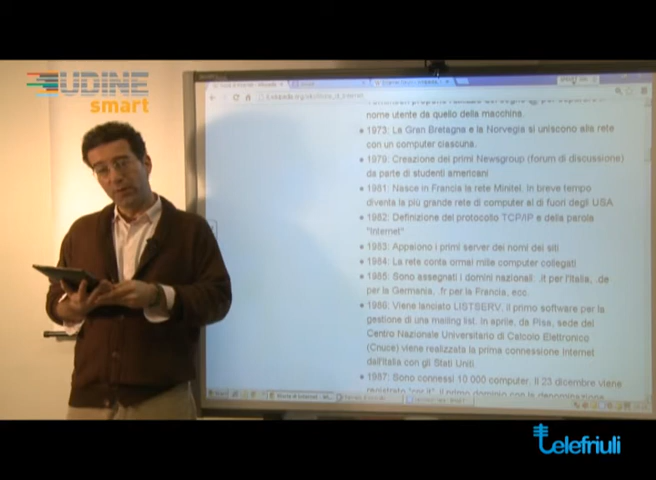 UDINE
smart
nome utente da quello della macchina.
1973: La Gran Bretagna e la Norvegia si uniscono alla rete
con un computer ciascuna.
1979: Creazione dei primi Newsgroup (forum di discussione)
da parte di studenti americani
1981: Nasce in Francia la rete Minitel. In breve tempo
diventa la più grande rete di computer al di fuori degli USA
1982: Definizione del protocollo TCP/IP e della parola
"Internet"
1983: Appaiono i primi server dei nomi dei siti
1984: La rete conta ormai mille computer collegati
1985: Sono assegnati i domini nazionali: .it per l'Italia, .de
per la Germania, .fr per la Francia, ecc.
1986: Viene lanciato LISTSERV, il primo software per la
gestione di una mailing list. In aprile, da Pisa, sede del
Centro Nazionale Universitario di Calcolo Elettronico
(Cnuce) viene realizzata la prima connessione Internet
dall'Italia con gli Stati Uniti.
1987: Sono connessi 10 000 computer. Il 23 dicembre viene
il primo dominio con la denominazione
telefriuli